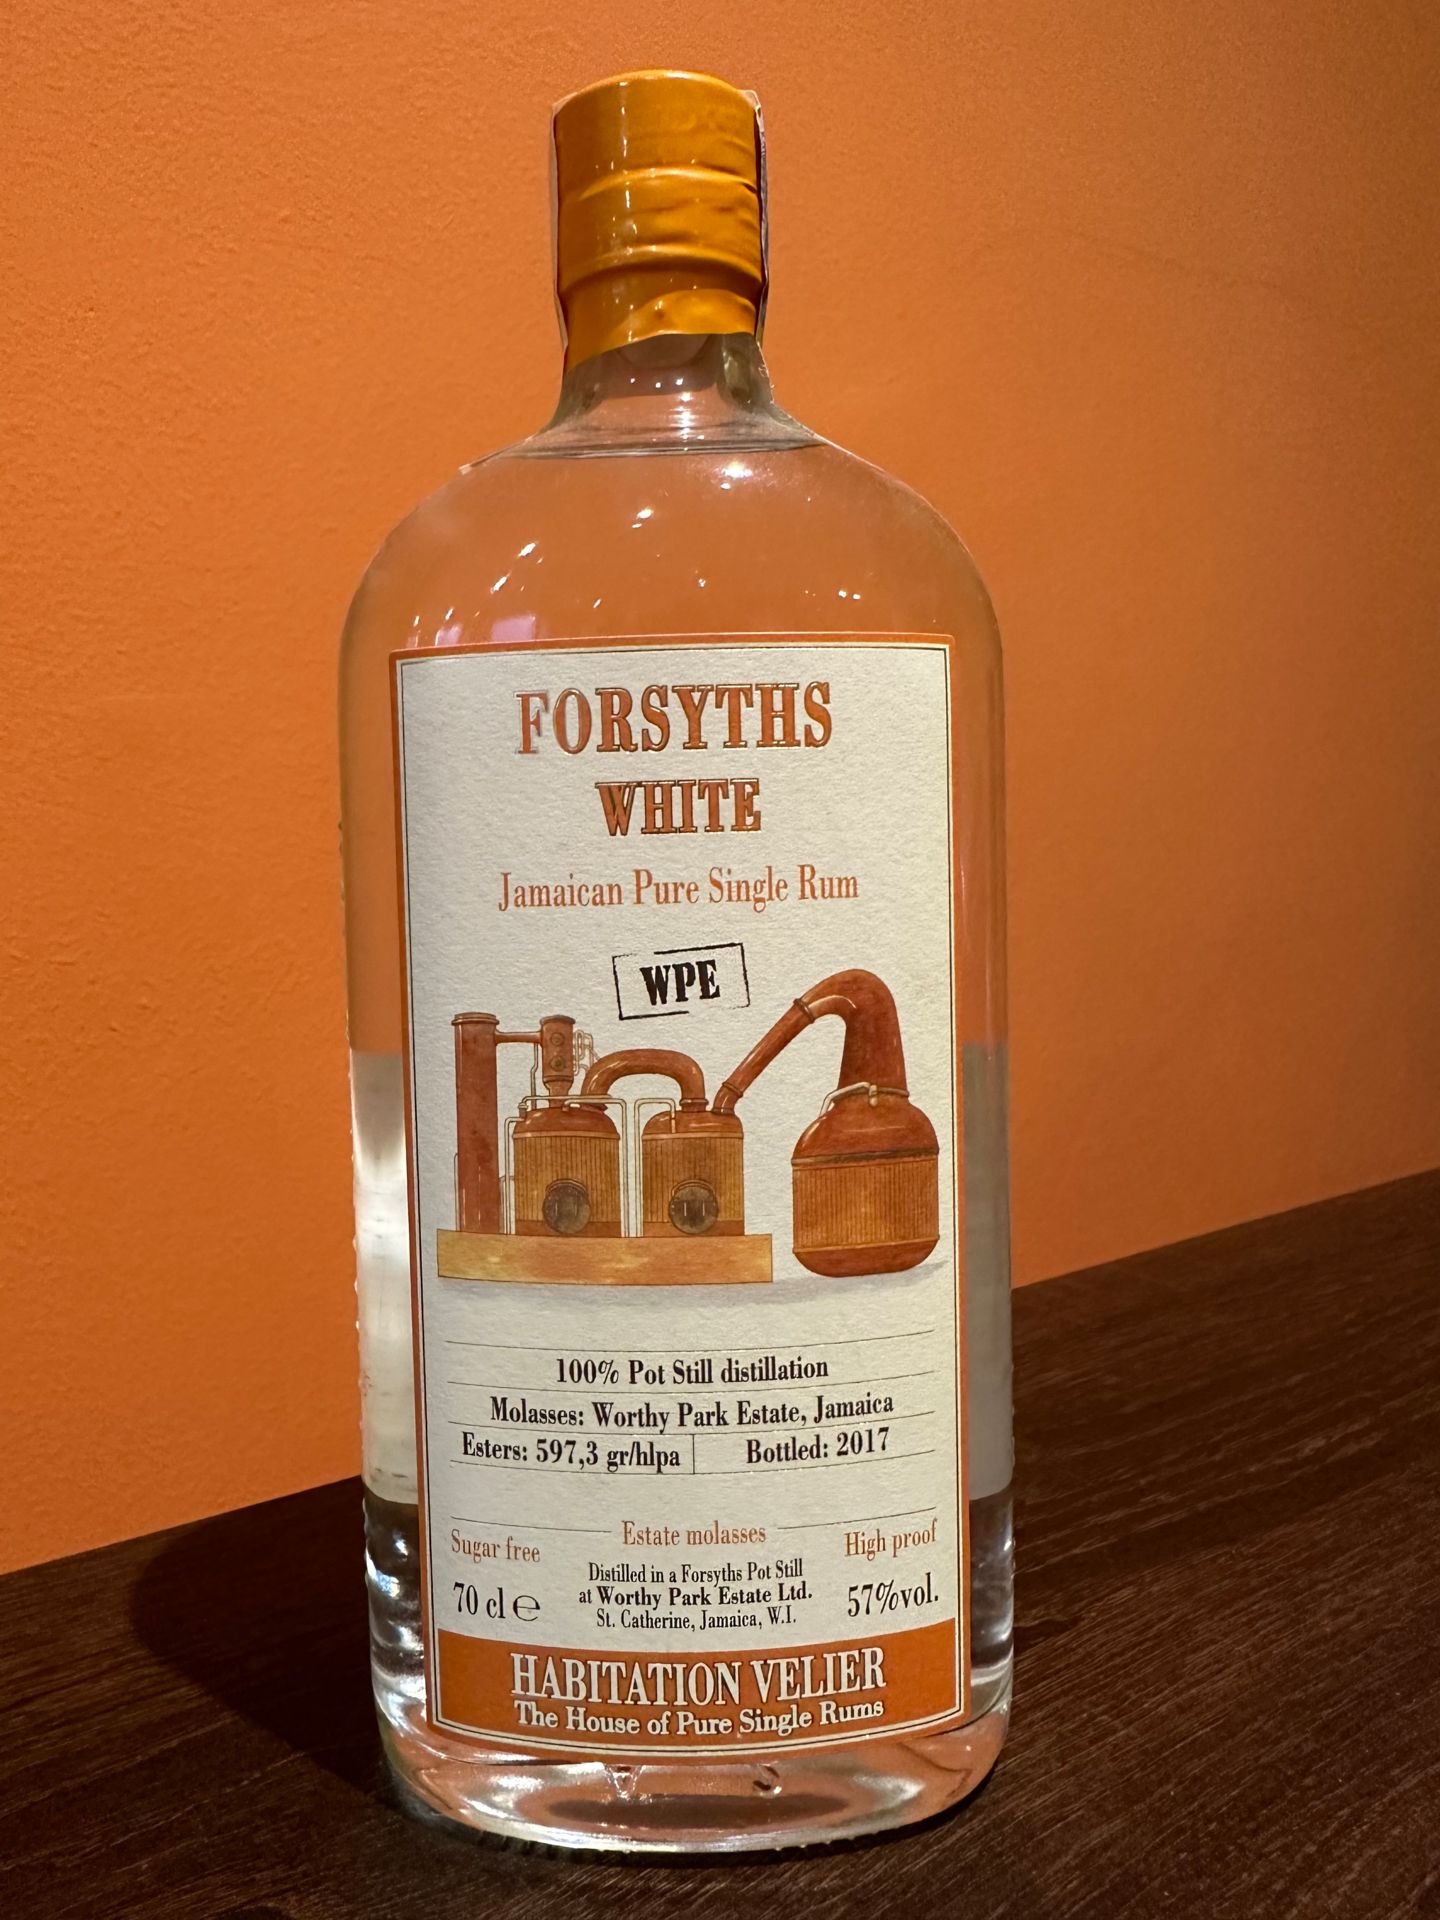 FORSYTHS
WHITE
Jamaican Pure Single Rum
WPE
100% Pot Still distillation
Molasses: Worthy Park Estate, Jamaica
Esters: 597,3 gr/hlpa
Bottled: 2017
Estate molasses
Sugar free
High proof
Distilled in a Forsyths Pot Still
at Worthy Park Estate Ltd.
St. Catherine, Jamaica, W.I.
70 cl ℮
57%vol.
HABITATION VELIER
The House of Pure Single Rums